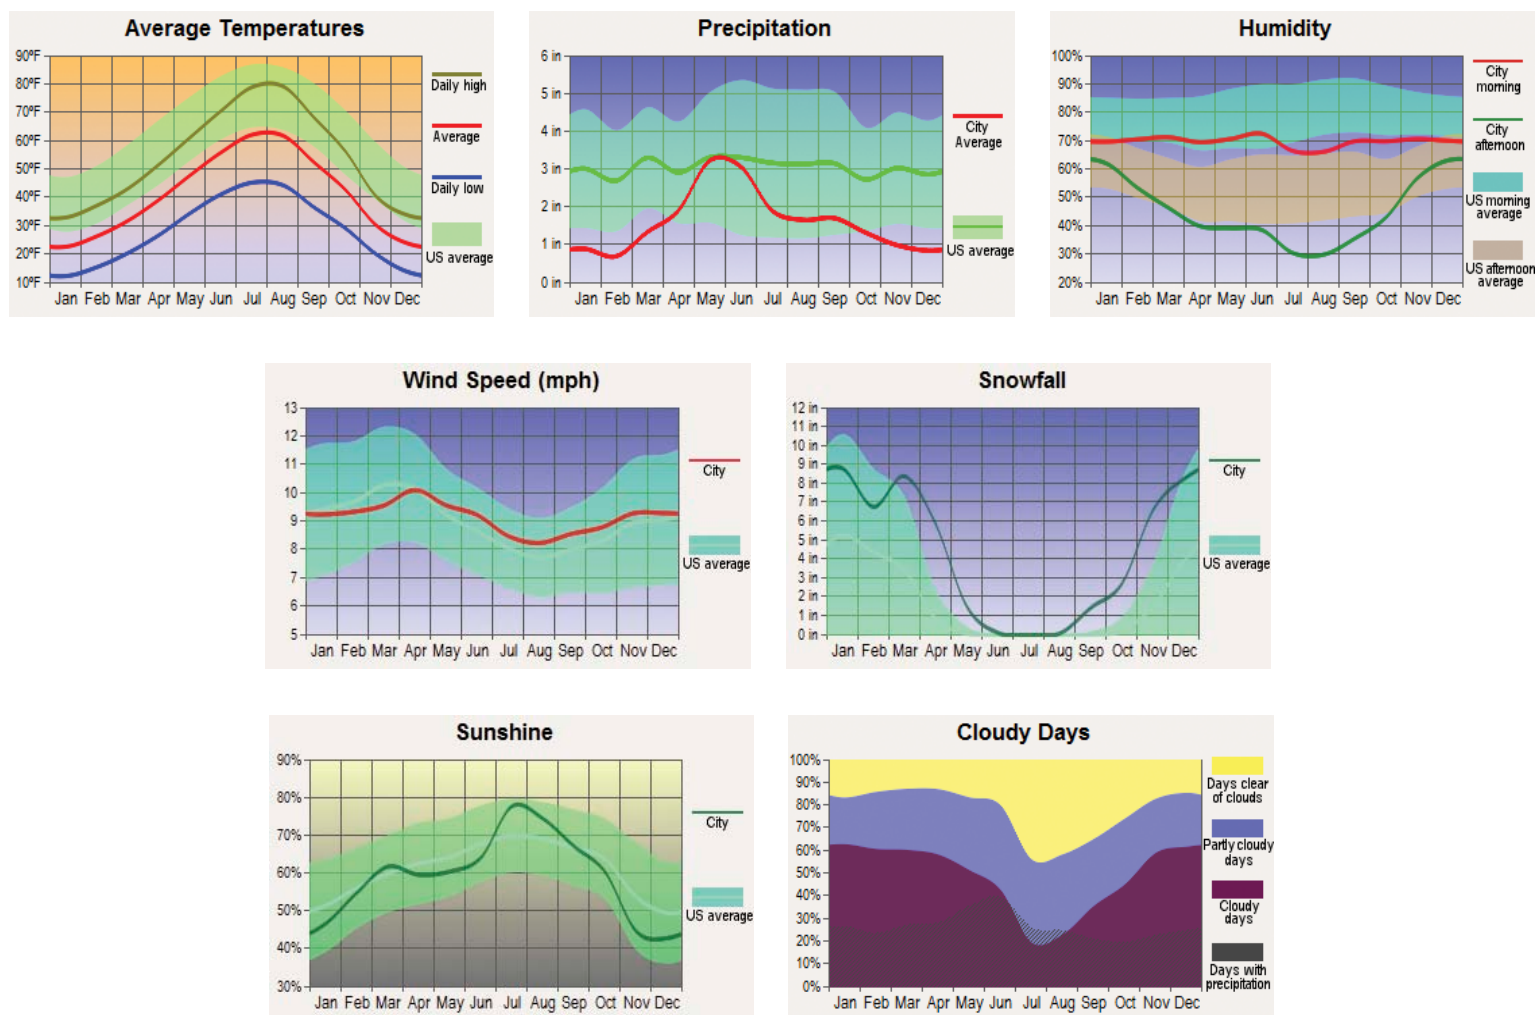 Average Temperatures
90ºF
80ºF
70ºF
60ºF
50ºF
40ºF
30ºF
20ºF
10ºF
Jan Feb Mar Apr May Jun Jul Aug Sep Oct Nov Dec
Daily high
Average
Daily low
US average
Precipitation
6 in
5 in
4 in
3 in
2 in
1 in
0 in
Jan Feb Mar Apr May Jun Jul Aug Sep Oct Nov Dec
City
Average
US average
Humidity
100%
90%
80%
70%
60%
50%
40%
30%
20%
Jan Feb Mar Apr May Jun Jul Aug Sep Oct Nov Dec
City
morning
City
afternoon
US morning
average
US afternoon
average
Wind Speed (mph)
13
12
11
10
9
8
7
6
5
Jan Feb Mar Apr May Jun Jul Aug Sep Oct Nov Dec
City
US average
Snowfall
12 in
11 in
10 in
9 in
8 in
7 in
6 in
5 in
4 in
3 in
2 in
1 in
0 in
Jan Feb Mar Apr May Jun Jul Aug Sep Oct Nov Dec
City
US average
Sunshine
90%
80%
70%
60%
50%
40%
30%
Jan Feb Mar Apr May Jun Jul Aug Sep Oct Nov Dec
City
US average
Cloudy Days
100%
90%
80%
70%
60%
50%
40%
30%
20%
10%
0%
Jan Feb Mar Apr May Jun Jul Aug Sep Oct Nov Dec
Days clear
of clouds
Partly cloudy
days
Cloudy
days
Days with
precipitation